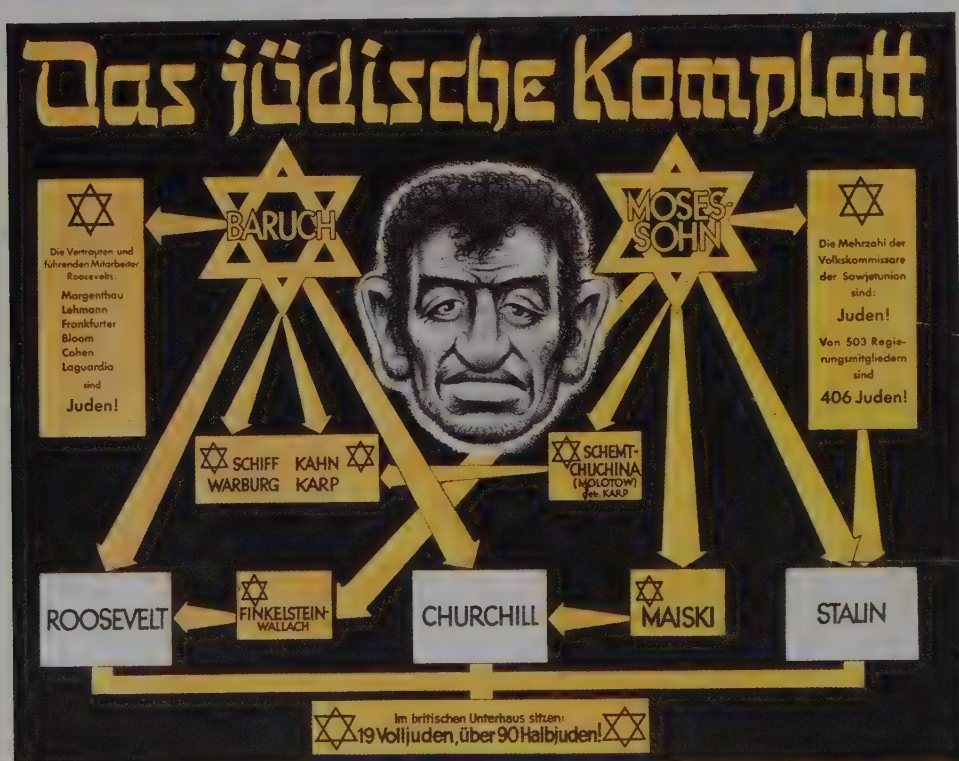 Das jüdische Komplott
Die Vertrauten und
führenden Mitarbeiter
Roosevelts:
Morgenthau
Lehmann
Frankfurter
Bloom
Cohen
Laguardia
sind
Juden!
BARUCH
MOSES-
SOHN
Die Mehrzahl der
Volkskommissare
der Sowjetunion
sind:
Juden!
Von 503 Regie-
rungsmitgliedern
sind
406 Juden!
SCHIFF KAHN
WARBURG KARP
SCHEMT-
CHUCHINA
(MOLOTOW)
geb. KARP
ROOSEVELT
FINKELSTEIN-
WALLACH
CHURCHILL
MAISKI
STALIN
Im britischen Unterhaus sitzen:
19 Volljuden, über 90 Halbjuden!